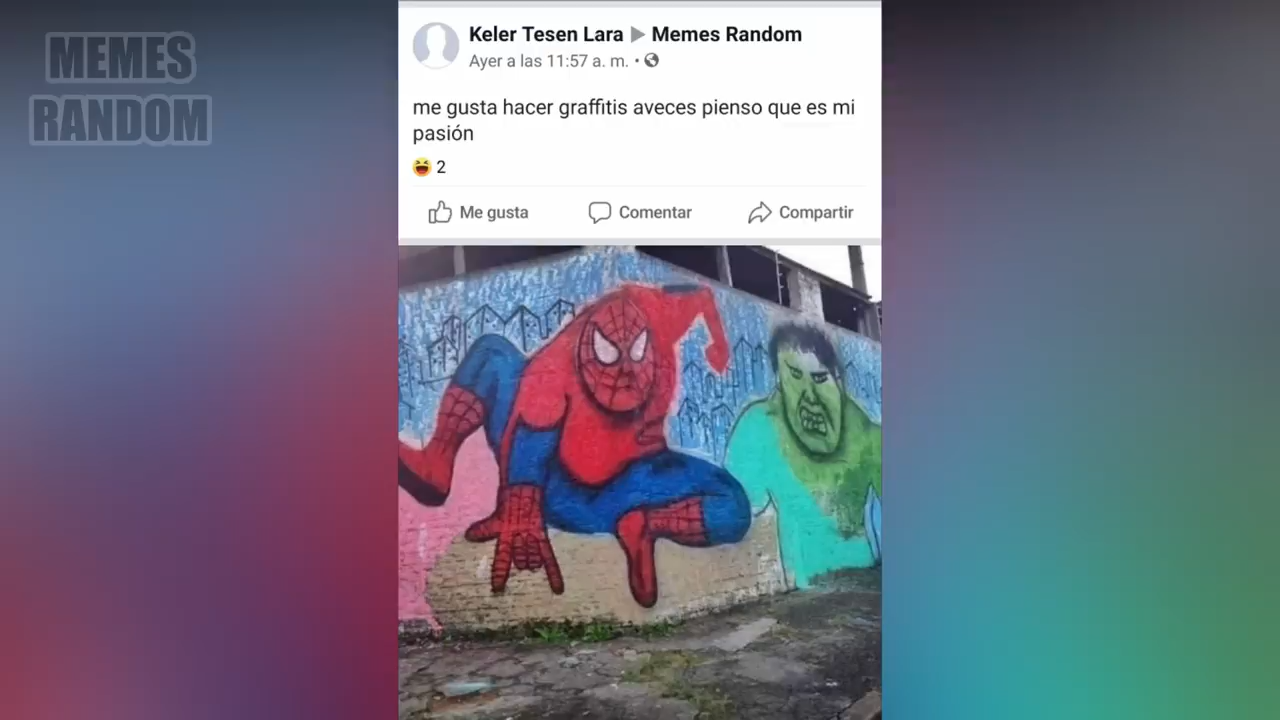 MEMES
RANDOM
Keler Tesen Lara ▶ Memes Random
Ayer a las 11:57 a. m. •
me gusta hacer graffitis aveces pienso que es mi
pasión
2
Me gusta Comentar Compartir